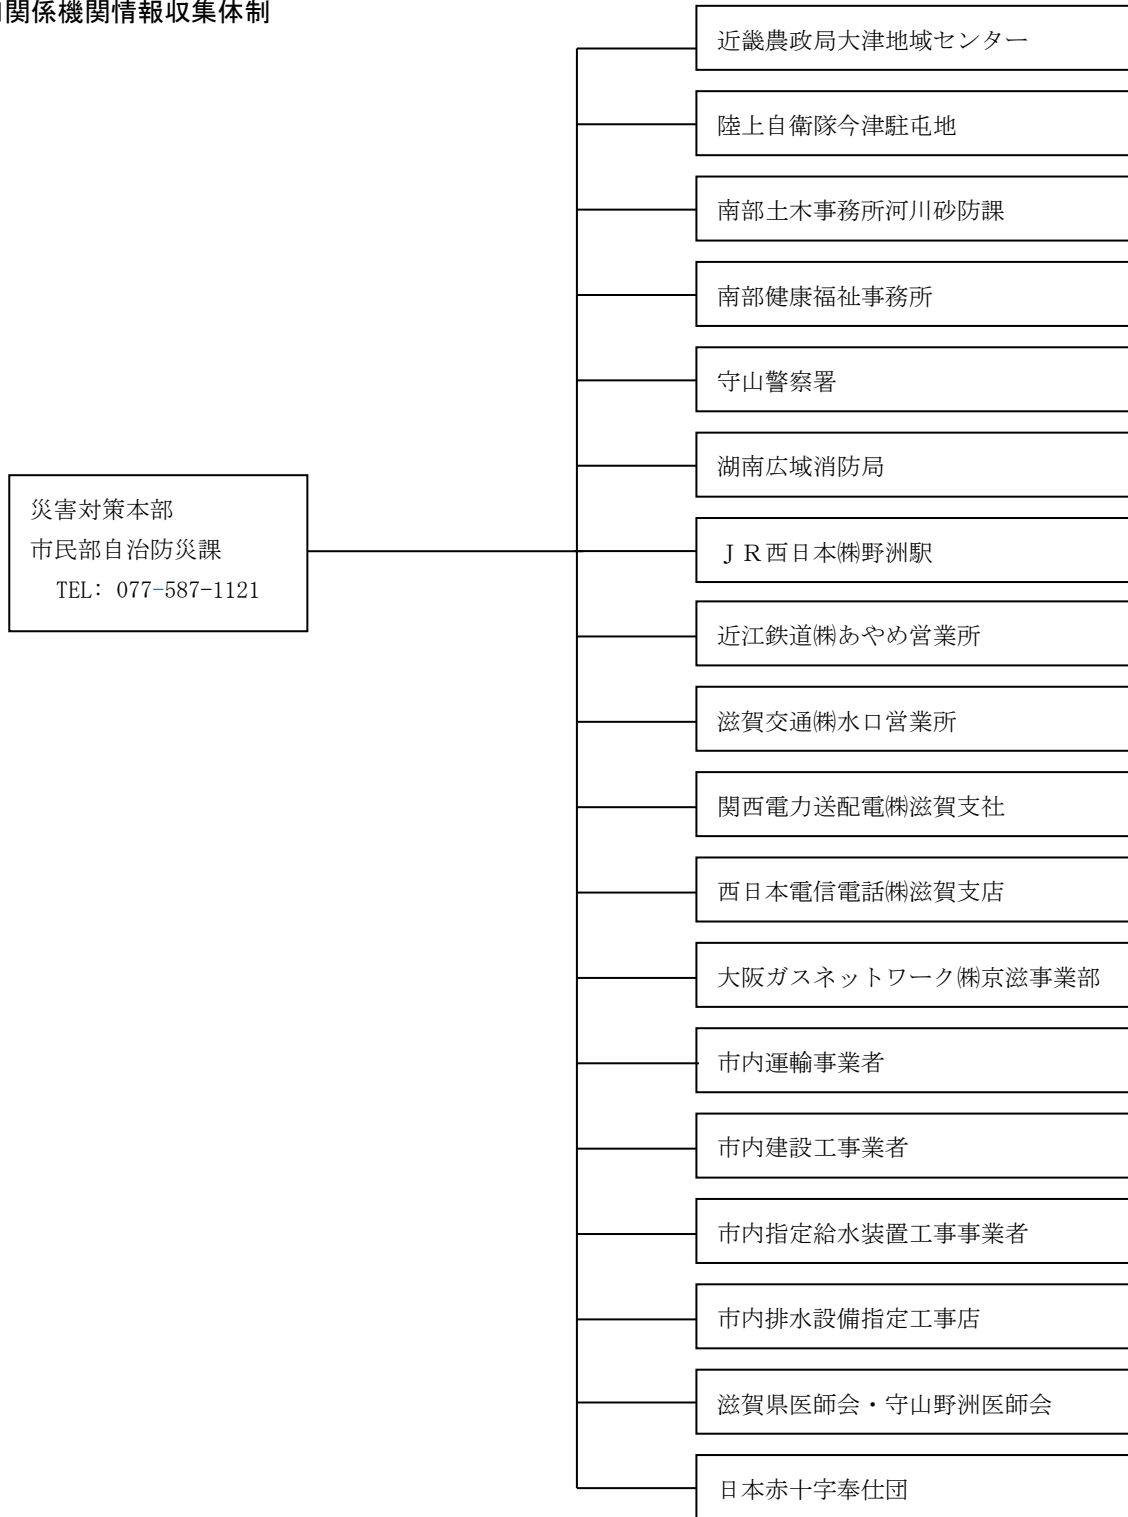 関係機関情報収集体制
近畿農政局大津地域センター
陸上自衛隊今津駐屯地
南部土木事務所河川砂防課
南部健康福祉事務所
守山警察署
湖南広域消防局
災害対策本部
市民部自治防災課
TEL: 077-587-1121
ＪＲ西日本㈱野洲駅
近江鉄道㈱あやめ営業所
滋賀交通㈱水口営業所
関西電力送配電㈱滋賀支社
西日本電信電話㈱滋賀支店
大阪ガスネットワーク㈱京滋事業部
市内運輸事業者
市内建設工事業者
市内指定給水装置工事事業者
市内排水設備指定工事店
滋賀県医師会・守山野洲医師会
日本赤十字奉仕団